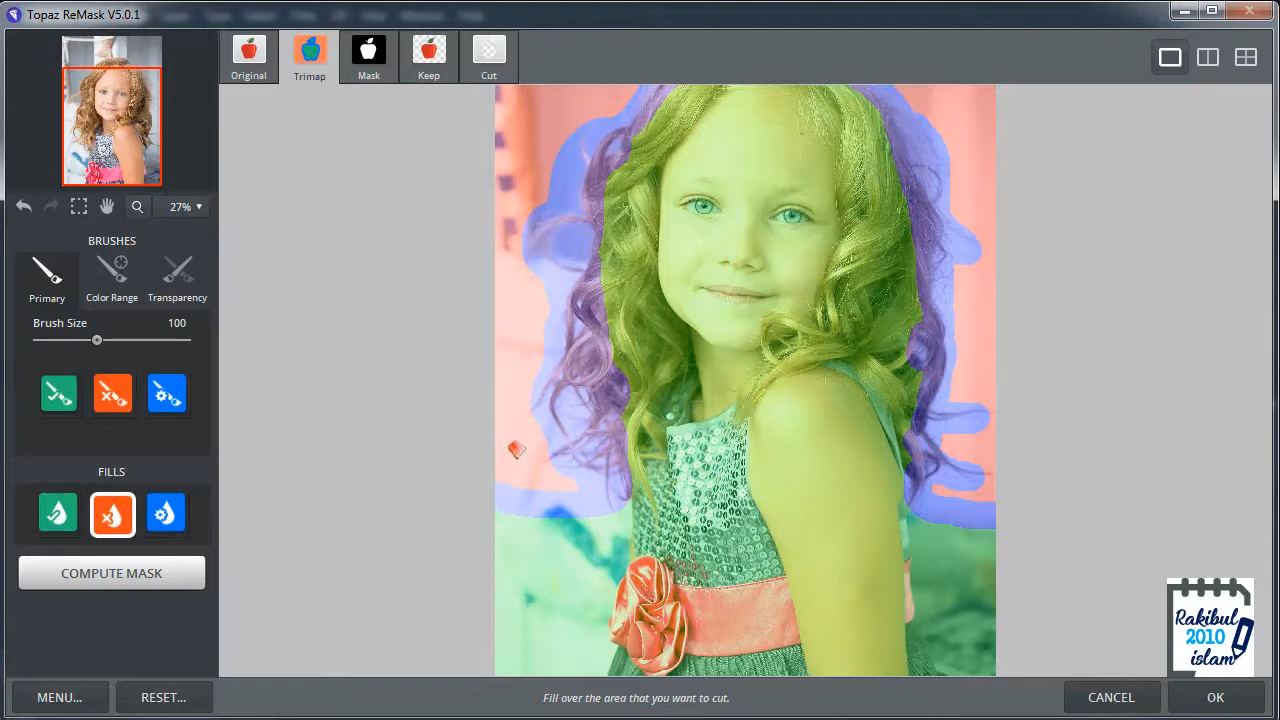 Topaz ReMask V5.0.1
Original
Trimap
Mask
Keep
Cut
27%
BRUSHES
Primary
Color Range
Transparency
Brush Size 100
FILLS
COMPUTE MASK
Rakibul
2010
islam
MENU...
RESET...
Fill over the area that you want to cut.
CANCEL
OK